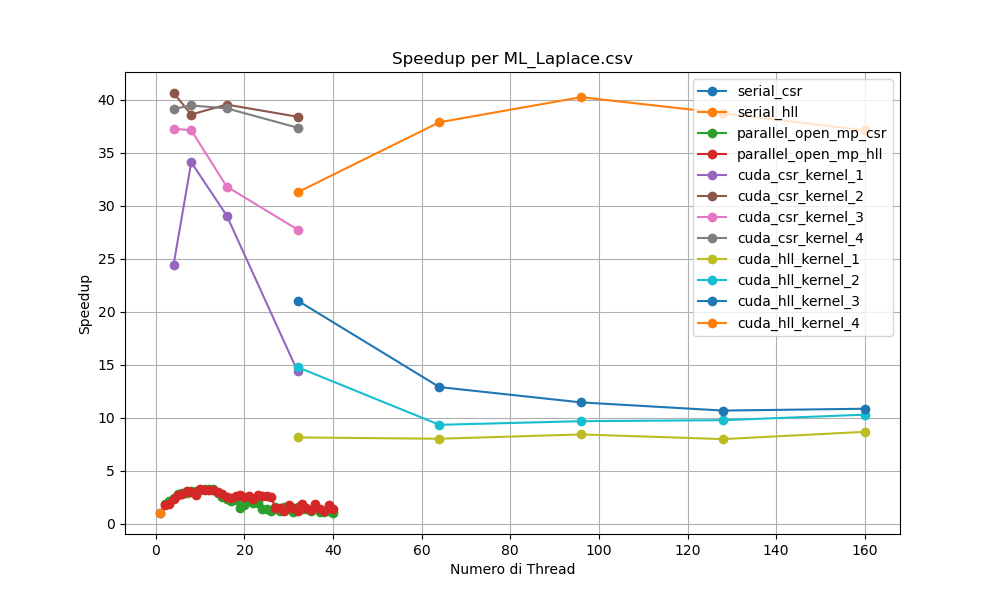 Speedup per ML_Laplace.csv
Speedup
40
35
30
25
20
15
10
5
0
serial_csr
serial_hll
parallel_open_mp_csr
parallel_open_mp_hll
cuda_csr_kernel_1
cuda_csr_kernel_2
cuda_csr_kernel_3
cuda_csr_kernel_4
cuda_hll_kernel_1
cuda_hll_kernel_2
cuda_hll_kernel_3
cuda_hll_kernel_4
0 20 40 60 80 100 120 140 160
Numero di Thread